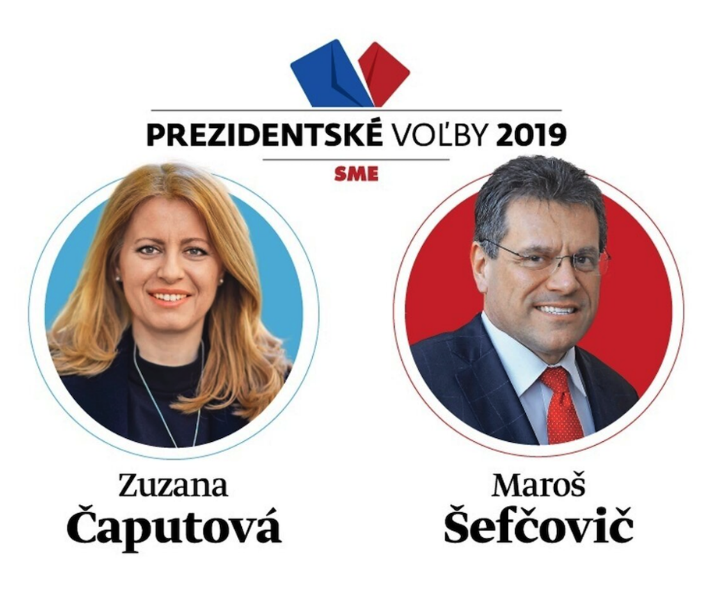 PREZIDENTSKÉ VOĽBY 2019
SME
Zuzana
Čaputová
Maroš
Šefčovič